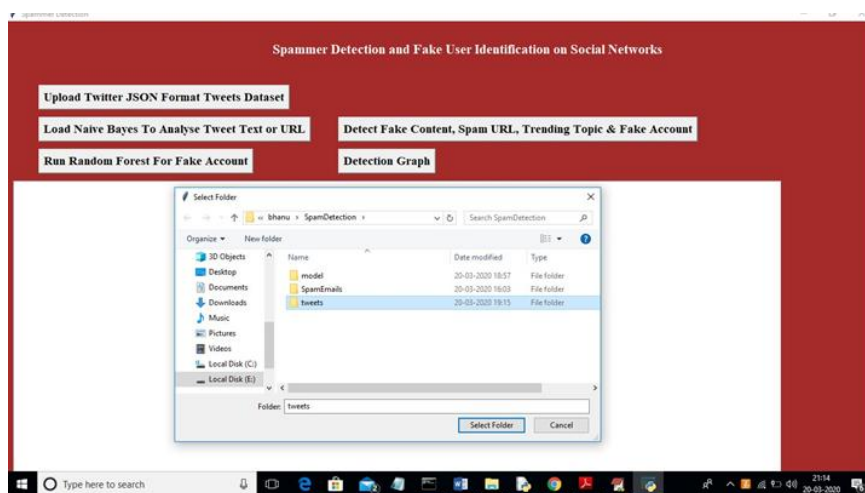 Spammer Detection
Spammer Detection and Fake User Identification on Social Networks
Upload Twitter JSON Format Tweets Dataset
Load Naive Bayes To Analyse Tweet Text or URL
Detect Fake Content, Spam URL, Trending Topic & Fake Account
Run Random Forest For Fake Account
Detection Graph
Select Folder
« bhanu › SpamDetection ›
Search SpamDetection
Organize
New folder
Name
Date modified
Type
3D Objects
Desktop
Documents
Downloads
Music
Pictures
Videos
Local Disk (C:)
Local Disk (E:)
model
20-03-2020 18:57
File folder
SpamEmails
20-03-2020 16:03
File folder
tweets
20-03-2020 19:15
File folder
Folder:
tweets
Select Folder
Cancel
Type here to search
21:14
20-03-2020